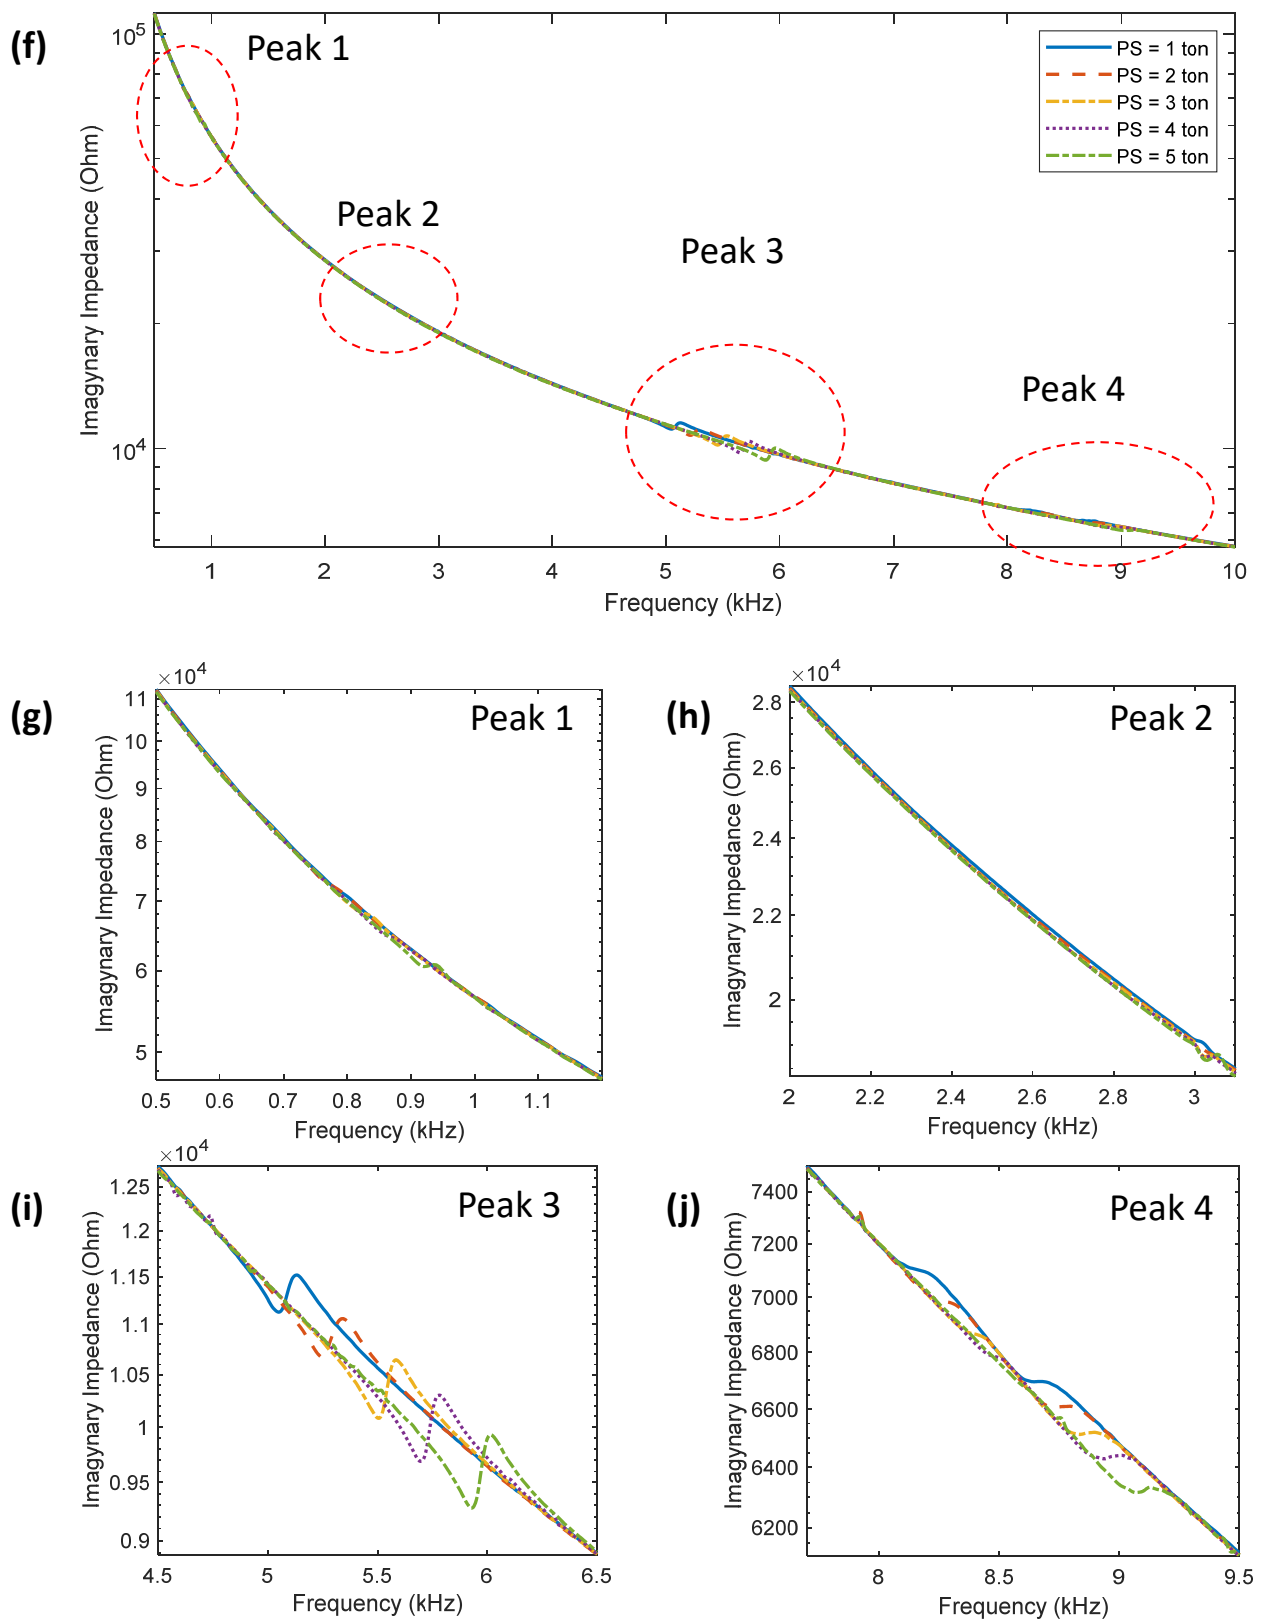 (f)
Peak 1
Peak 2
Peak 3
Peak 4
PS = 1 ton
PS = 2 ton
PS = 3 ton
PS = 4 ton
PS = 5 ton
10^5
10^4
Imagynary Impedance (Ohm)
1 2 3 4 5 6 7 8 9 10
Frequency (kHz)
(g)
×10^4
Peak 1
11
10
9
8
7
6
5
Imagynary Impedance (Ohm)
0.5 0.6 0.7 0.8 0.9 1 1.1
Frequency (kHz)
(h)
×10^4
Peak 2
2.8
2.6
2.4
2.2
2
Imagynary Impedance (Ohm)
2 2.2 2.4 2.6 2.8 3
Frequency (kHz)
(i)
×10^4
Peak 3
1.25
1.2
1.15
1.1
1.05
1
0.95
0.9
Imagynary Impedance (Ohm)
4.5 5 5.5 6 6.5
Frequency (kHz)
(j)
Peak 4
7400
7200
7000
6800
6600
6400
6200
Imagynary Impedance (Ohm)
8 8.5 9 9.5
Frequency (kHz)